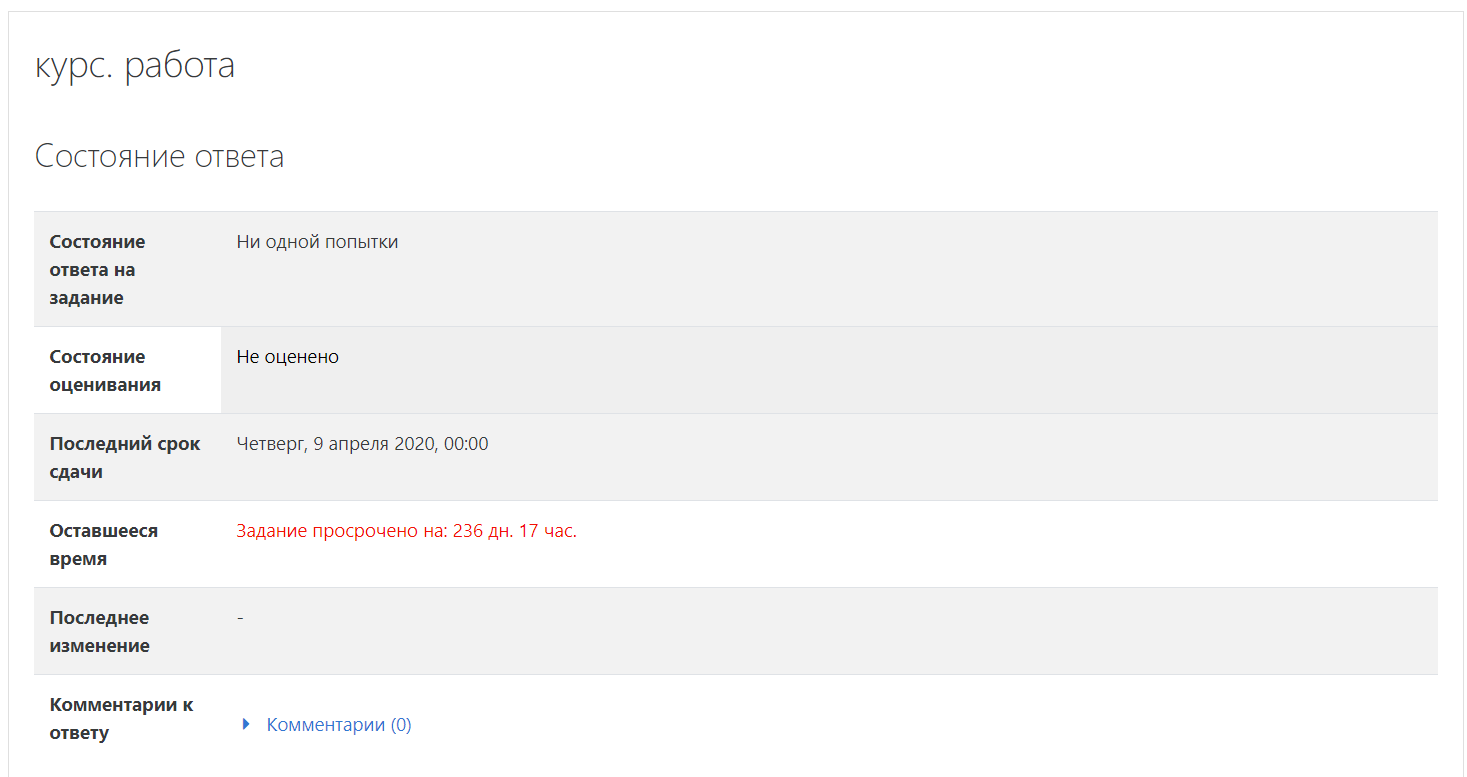 курс. работа
Состояние ответа
Состояние
ответа на
задание
Ни одной попытки
Состояние
оценивания
Не оценено
Последний срок
сдачи
Четверг, 9 апреля 2020, 00:00
Оставшееся
время
Задание просрочено на: 236 дн. 17 час.
Последнее
изменение
-
Комментарии к
ответу
Комментарии (0)